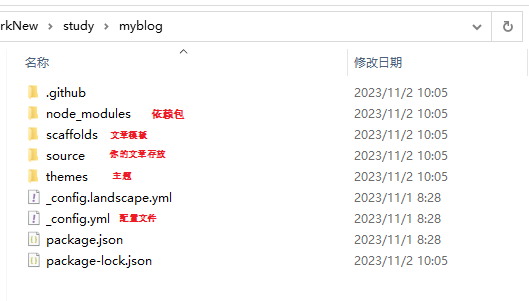 rkNew > study > myblog
名称 修改日期
.github 2023/11/2 10:05
node_modules 依赖包 2023/11/2 10:05
scaffolds 文章模板 2023/11/2 10:05
source 你的文章存放 2023/11/2 10:05
themes 主题 2023/11/2 10:05
_config.landscape.yml 2023/11/1 8:28
_config.yml 配置文件 2023/11/1 8:28
package.json 2023/11/1 8:28
package-lock.json 2023/11/2 10:05